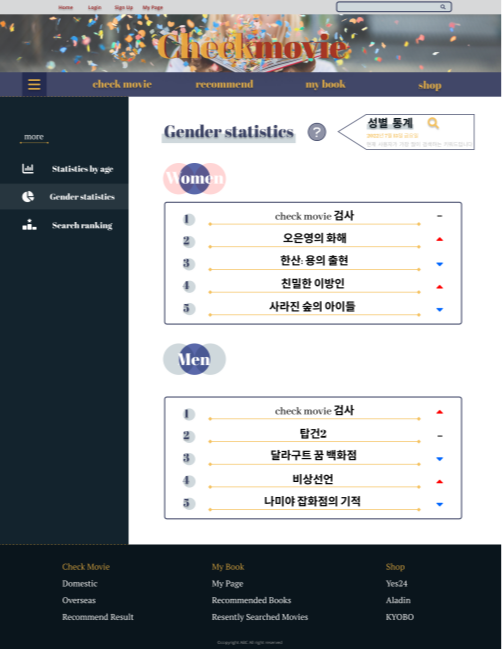 Home Login Sign Up My Page
Checkmovie
check movie recommend my book shop
more
Statistics by age
Gender statistics
Search ranking
Gender statistics ?
성별 통계
Women
1 check movie 검사 -
2 오은영의 화해
3 한산: 용의 출현
4 친밀한 이방인
5 사라진 숲의 아이들
Men
1 check movie 검사
2 탑건2 -
3 달라구트 꿈 백화점
4 비상선언
5 나미야 잡화점의 기적
Check Movie
Domestic
Overseas
Recommend Result
My Book
My Page
Recommended Books
Resently Searched Movies
Shop
Yes24
Aladin
KYOBO
All right reserved